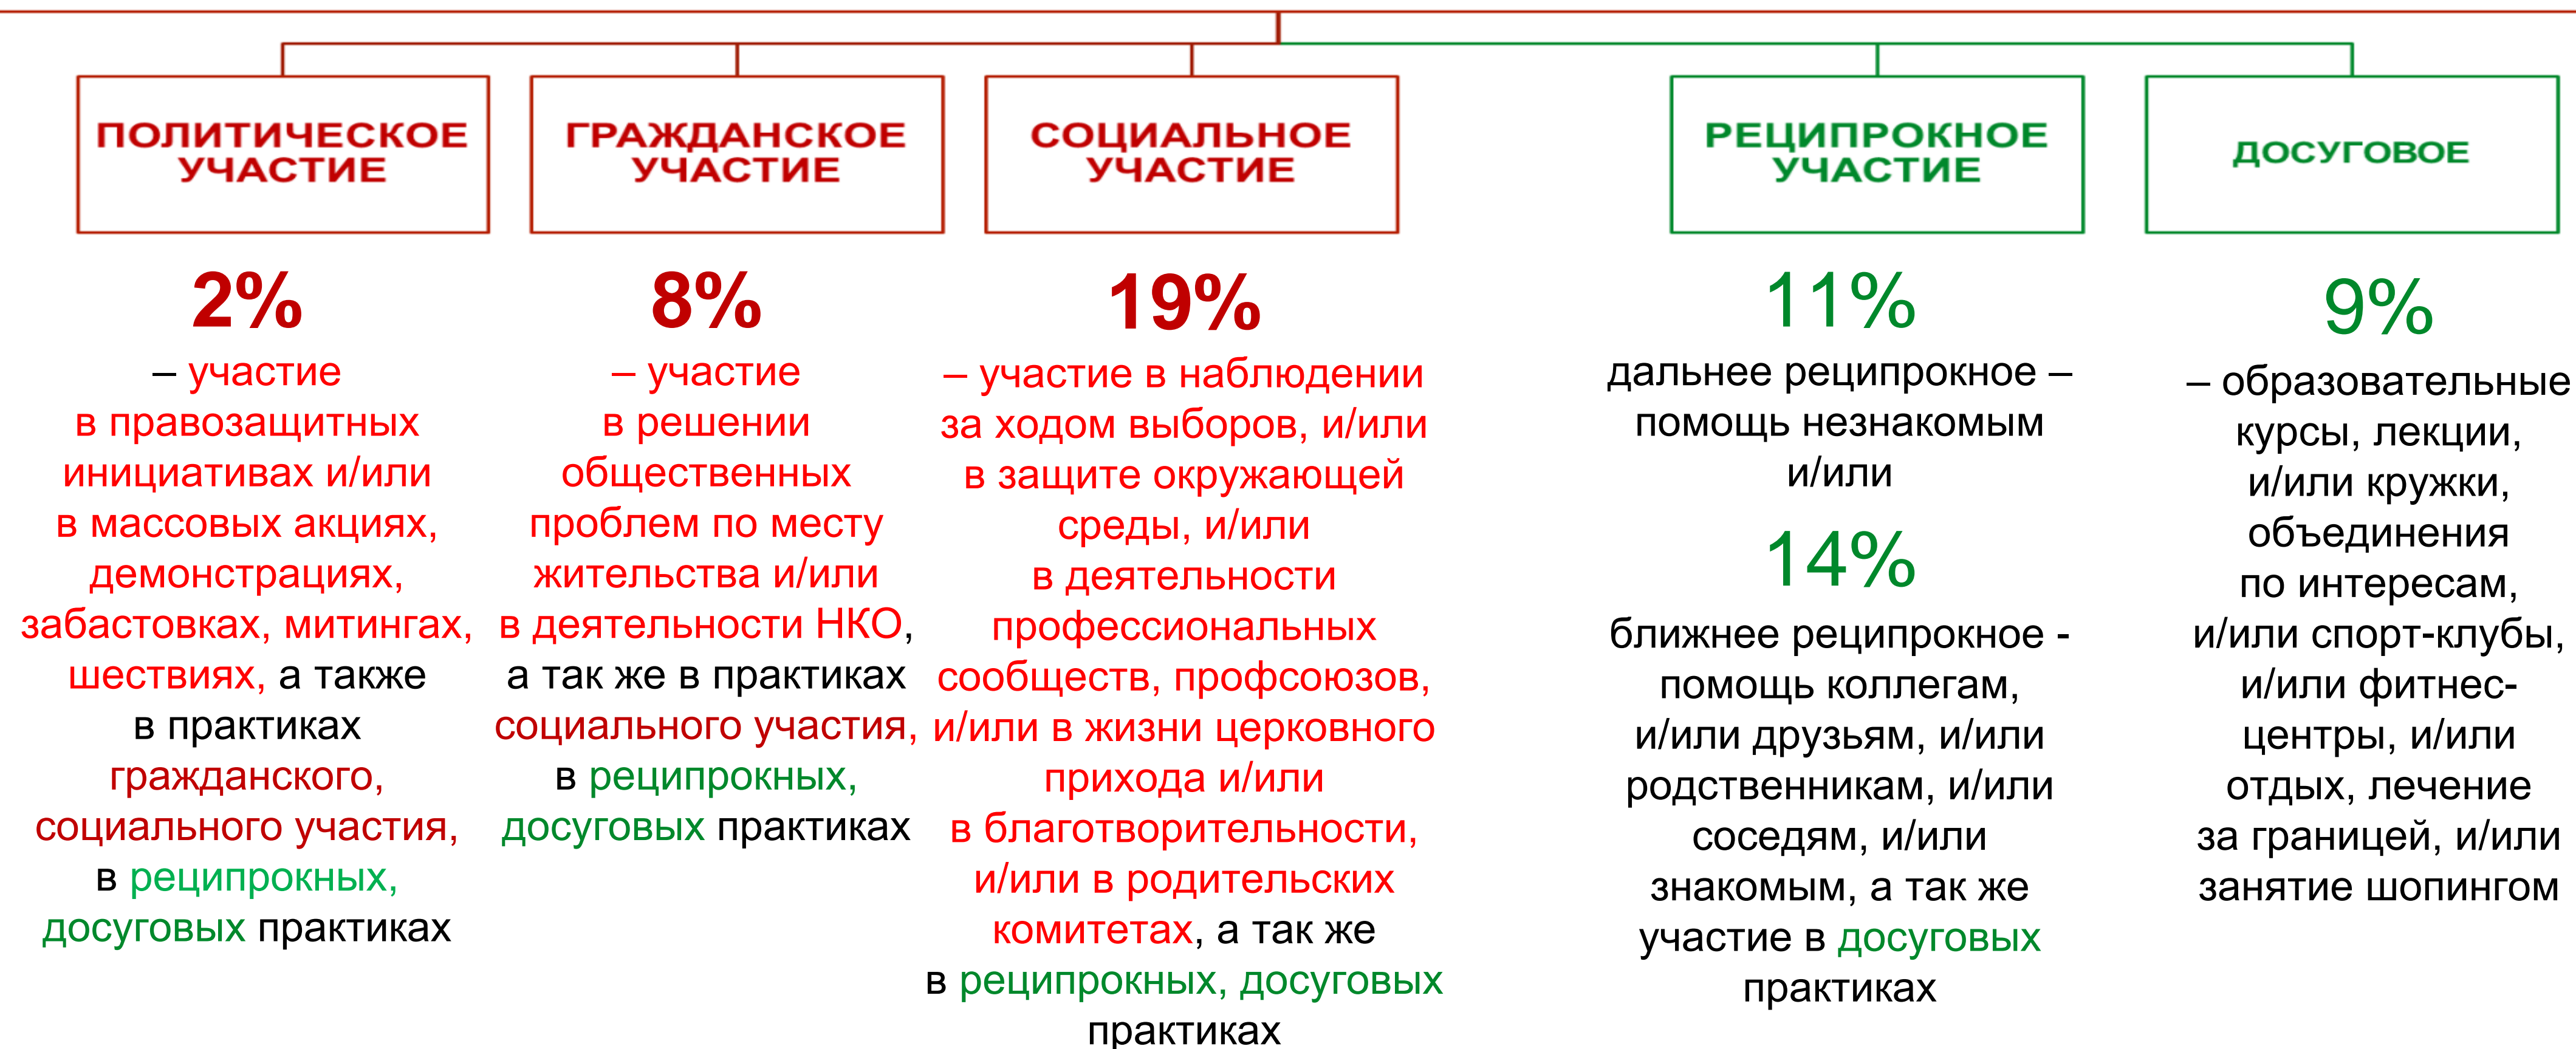 ПОЛИТИЧЕСКОЕ
УЧАСТИЕ
2%
– участие
в правозащитных
инициативах и/или
в массовых акциях,
демонстрациях,
забастовках, митингах,
шествиях, а также
в практиках
гражданского,
социального участия,
в реципрокных,
досуговых практиках
ГРАЖДАНСКОЕ
УЧАСТИЕ
8%
– участие
в решении
общественных
проблем по месту
жительства и/или
в деятельности НКО,
а так же в практиках
социального участия,
в реципрокных,
досуговых практиках
СОЦИАЛЬНОЕ
УЧАСТИЕ
19%
– участие в наблюдении
за ходом выборов, и/или
в защите окружающей
среды, и/или
в деятельности
профессиональных
сообществ, профсоюзов,
и/или в жизни церковного
прихода и/или
в благотворительности,
и/или в родительских
комитетах, а так же
в реципрокных, досуговых
практиках
РЕЦИПРОКНОЕ
УЧАСТИЕ
11%
дальнее реципрокное –
помощь незнакомым
и/или
14%
ближнее реципрокное -
помощь коллегам,
и/или друзьям, и/или
родственникам, и/или
соседям, и/или
знакомым, а так же
участие в досуговых
практиках
ДОСУГОВОЕ
9%
– образовательные
курсы, лекции,
и/или кружки,
объединения
по интересам,
и/или спорт-клубы,
и/или фитнес-
центры, и/или
отдых, лечение
за границей, и/или
занятие шопингом